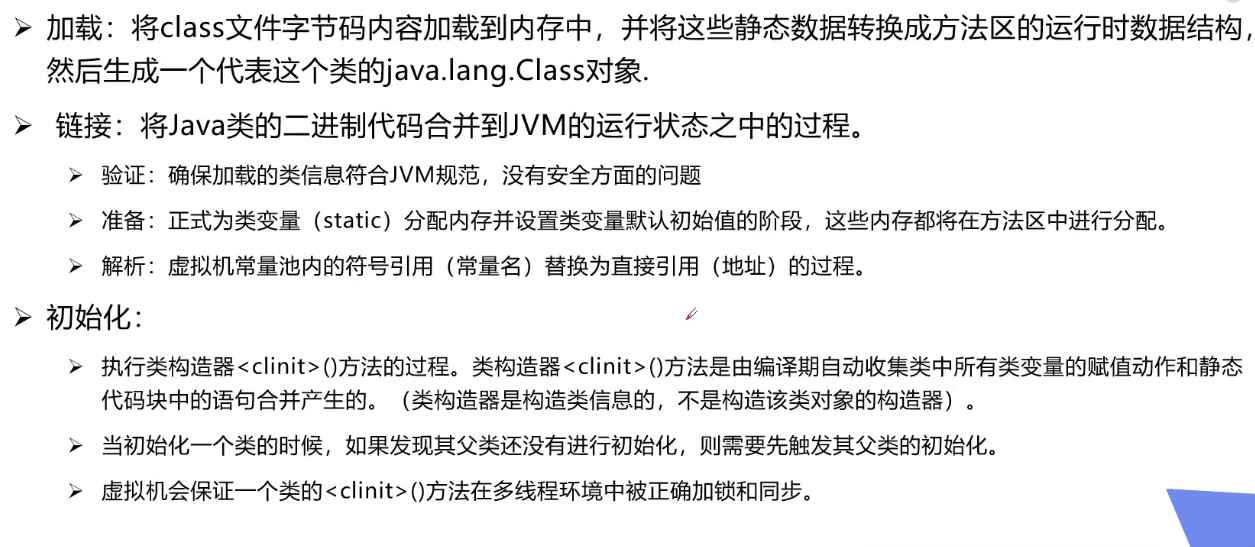 加载：将class文件字节码内容加载到内存中，并将这些静态数据转换成方法区的运行时数据结构，
然后生成一个代表这个类的java.lang.Class对象.
链接：将Java类的二进制代码合并到JVM的运行状态之中的过程。
验证：确保加载的类信息符合JVM规范，没有安全方面的问题
准备：正式为类变量（static）分配内存并设置类变量默认初始值的阶段，这些内存都将在方法区中进行分配。
解析：虚拟机常量池内的符号引用（常量名）替换为直接引用（地址）的过程。
初始化：
执行类构造器<clinit>()方法的过程。类构造器<clinit>()方法是由编译期自动收集类中所有类变量的赋值动作和静态
代码块中的语句合并产生的。（类构造器是构造类信息的，不是构造该类对象的构造器）。
当初始化一个类的时候，如果发现其父类还没有进行初始化，则需要先触发其父类的初始化。
虚拟机会保证一个类的<clinit>()方法在多线程环境中被正确加锁和同步。